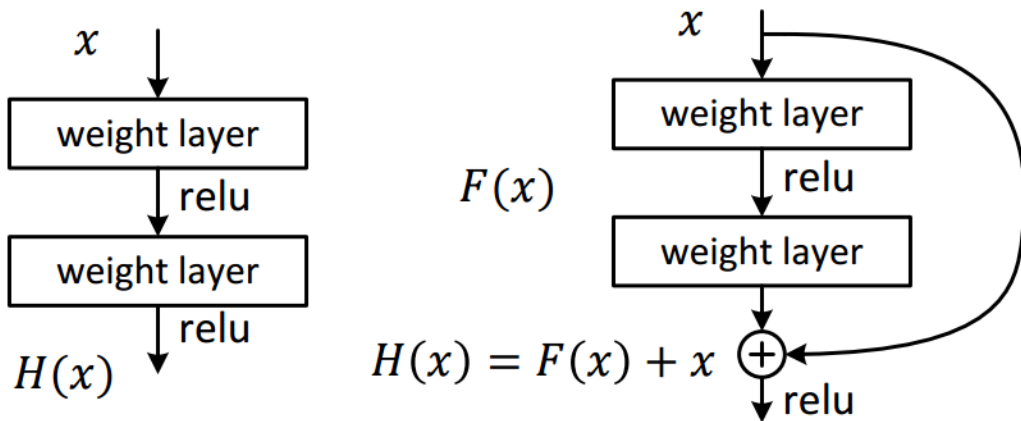 x
weight layer
relu
weight layer
relu
H(x)
x
weight layer
F(x)
relu
weight layer
H(x) = F(x) + x
+
relu